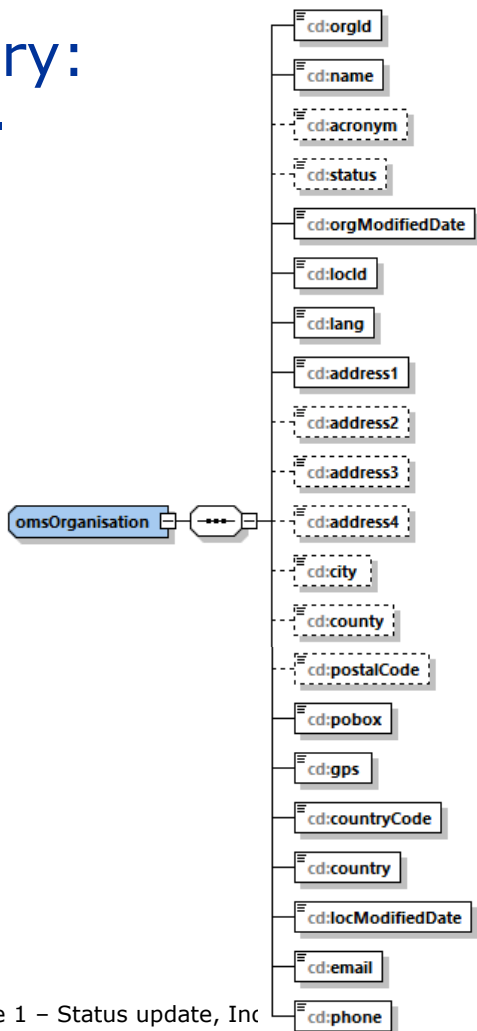 ry:
cd:orgId
cd:name
cd:acronym
cd:status
cd:orgModifiedDate
cd:locId
cd:lang
cd:address1
cd:address2
cd:address3
omsOrganisation
cd:address4
cd:city
cd:county
cd:postalCode
cd:pobox
cd:gps
cd:countryCode
cd:country
cd:locModifiedDate
cd:email
cd:phone
e 1 – Status update, Inc